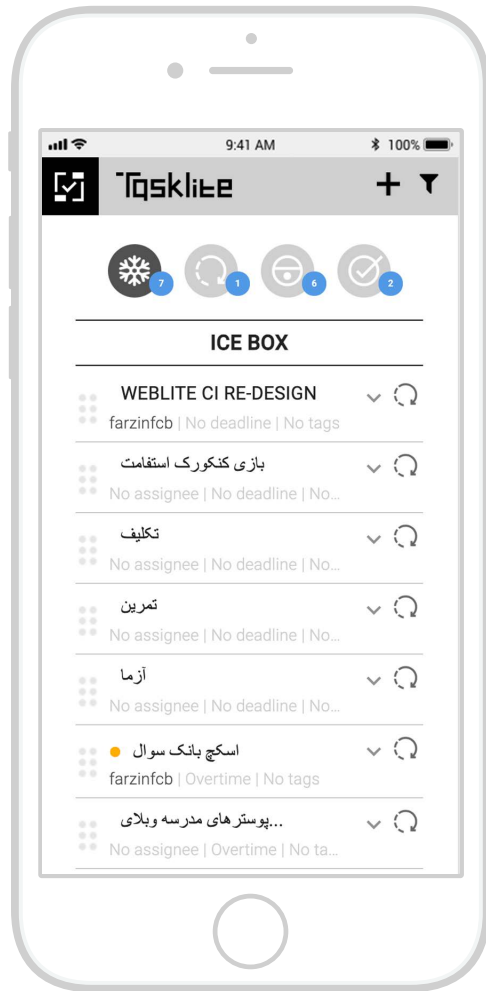 9:41 AM 100%
Tasklite
7 1 6 2
ICE BOX
WEBLITE CI RE-DESIGN
farzinfcb | No deadline | No tags
بازی کنکورک استفامت
No assignee | No deadline | No...
تکلیف
No assignee | No deadline | No...
تمرین
No assignee | No deadline | No...
آزما
No assignee | No deadline | No...
اسکچ بانک سوال
farzinfcb | Overtime | No tags
پوسترهای مدرسه وبلای...
No assignee | Overtime | No ta...